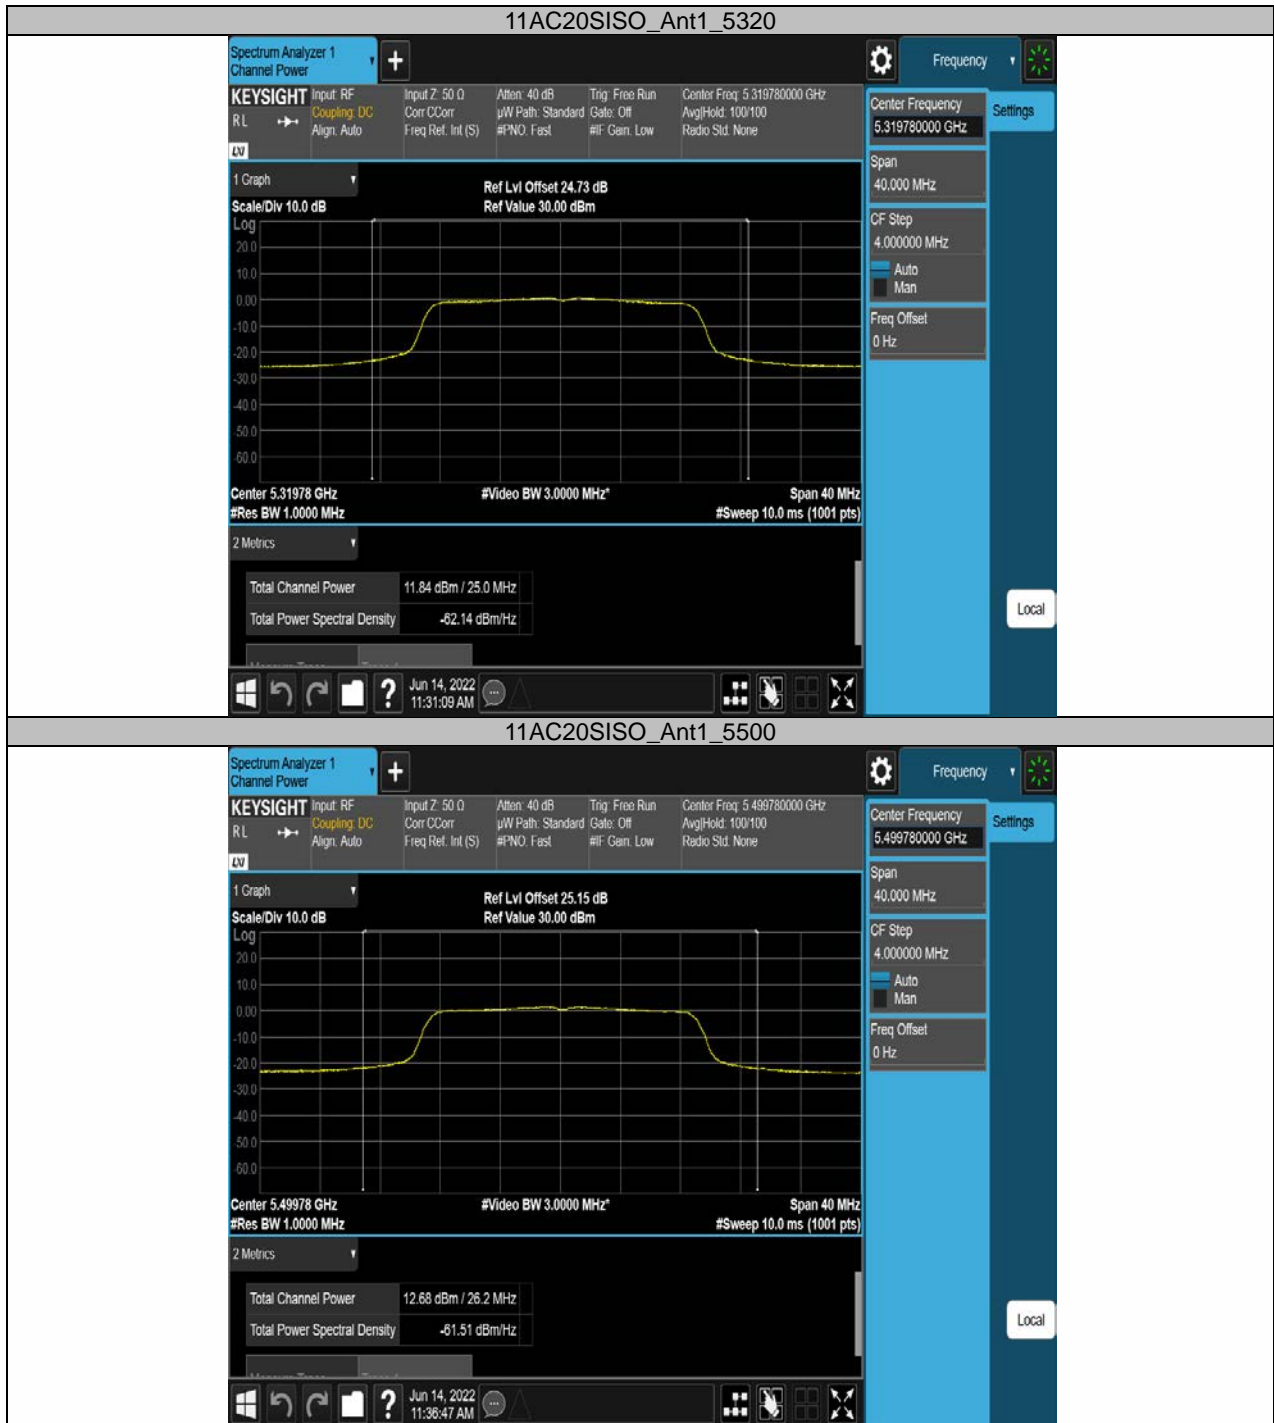 11AC20SISO_Ant1_5320
Spectrum Analyzer 1
Channel Power
Frequency
KEYSIGHT
RL
LXI
Input: RF
Coupling: DC
Align: Auto
Input Z: 50 Ω
Corr CCorr
Freq Ref: Int (S)
Atten: 40 dB
µW Path: Standard
#PNO: Fast
Trig: Free Run
Gate: Off
#IF Gain: Low
Center Freq: 5.319780000 GHz
Avg|Hold: 100/100
Radio Std: None
Center Frequency
5.319780000 GHz
Settings
Span
40.000 MHz
CF Step
4.000000 MHz
Auto
Man
Freq Offset
0 Hz
1 Graph
Scale/Div 10.0 dB
Ref Lvl Offset 24.73 dB
Ref Value 30.00 dBm
Log
20.0
10.0
0.00
-10.0
-20.0
-30.0
-40.0
-50.0
-60.0
Center 5.31978 GHz
#Video BW 3.0000 MHz*
Span 40 MHz
#Res BW 1.0000 MHz
#Sweep 10.0 ms (1001 pts)
2 Metrics
Total Channel Power 11.84 dBm / 25.0 MHz
Total Power Spectral Density -62.14 dBm/Hz
Local
?
Jun 14, 2022
11:31:09 AM
11AC20SISO_Ant1_5500
Spectrum Analyzer 1
Channel Power
Frequency
KEYSIGHT
RL
LXI
Input: RF
Coupling: DC
Align: Auto
Input Z: 50 Ω
Corr CCorr
Freq Ref: Int (S)
Atten: 40 dB
µW Path: Standard
#PNO: Fast
Trig: Free Run
Gate: Off
#IF Gain: Low
Center Freq: 5.499780000 GHz
Avg|Hold: 100/100
Radio Std: None
Center Frequency
5.499780000 GHz
Settings
Span
40.000 MHz
CF Step
4.000000 MHz
Auto
Man
Freq Offset
0 Hz
1 Graph
Scale/Div 10.0 dB
Ref Lvl Offset 25.15 dB
Ref Value 30.00 dBm
Log
20.0
10.0
0.00
-10.0
-20.0
-30.0
-40.0
-50.0
-60.0
Center 5.49978 GHz
#Video BW 3.0000 MHz*
Span 40 MHz
#Res BW 1.0000 MHz
#Sweep 10.0 ms (1001 pts)
2 Metrics
Total Channel Power 12.68 dBm / 26.2 MHz
Total Power Spectral Density -61.51 dBm/Hz
Local
?
Jun 14, 2022
11:36:47 AM